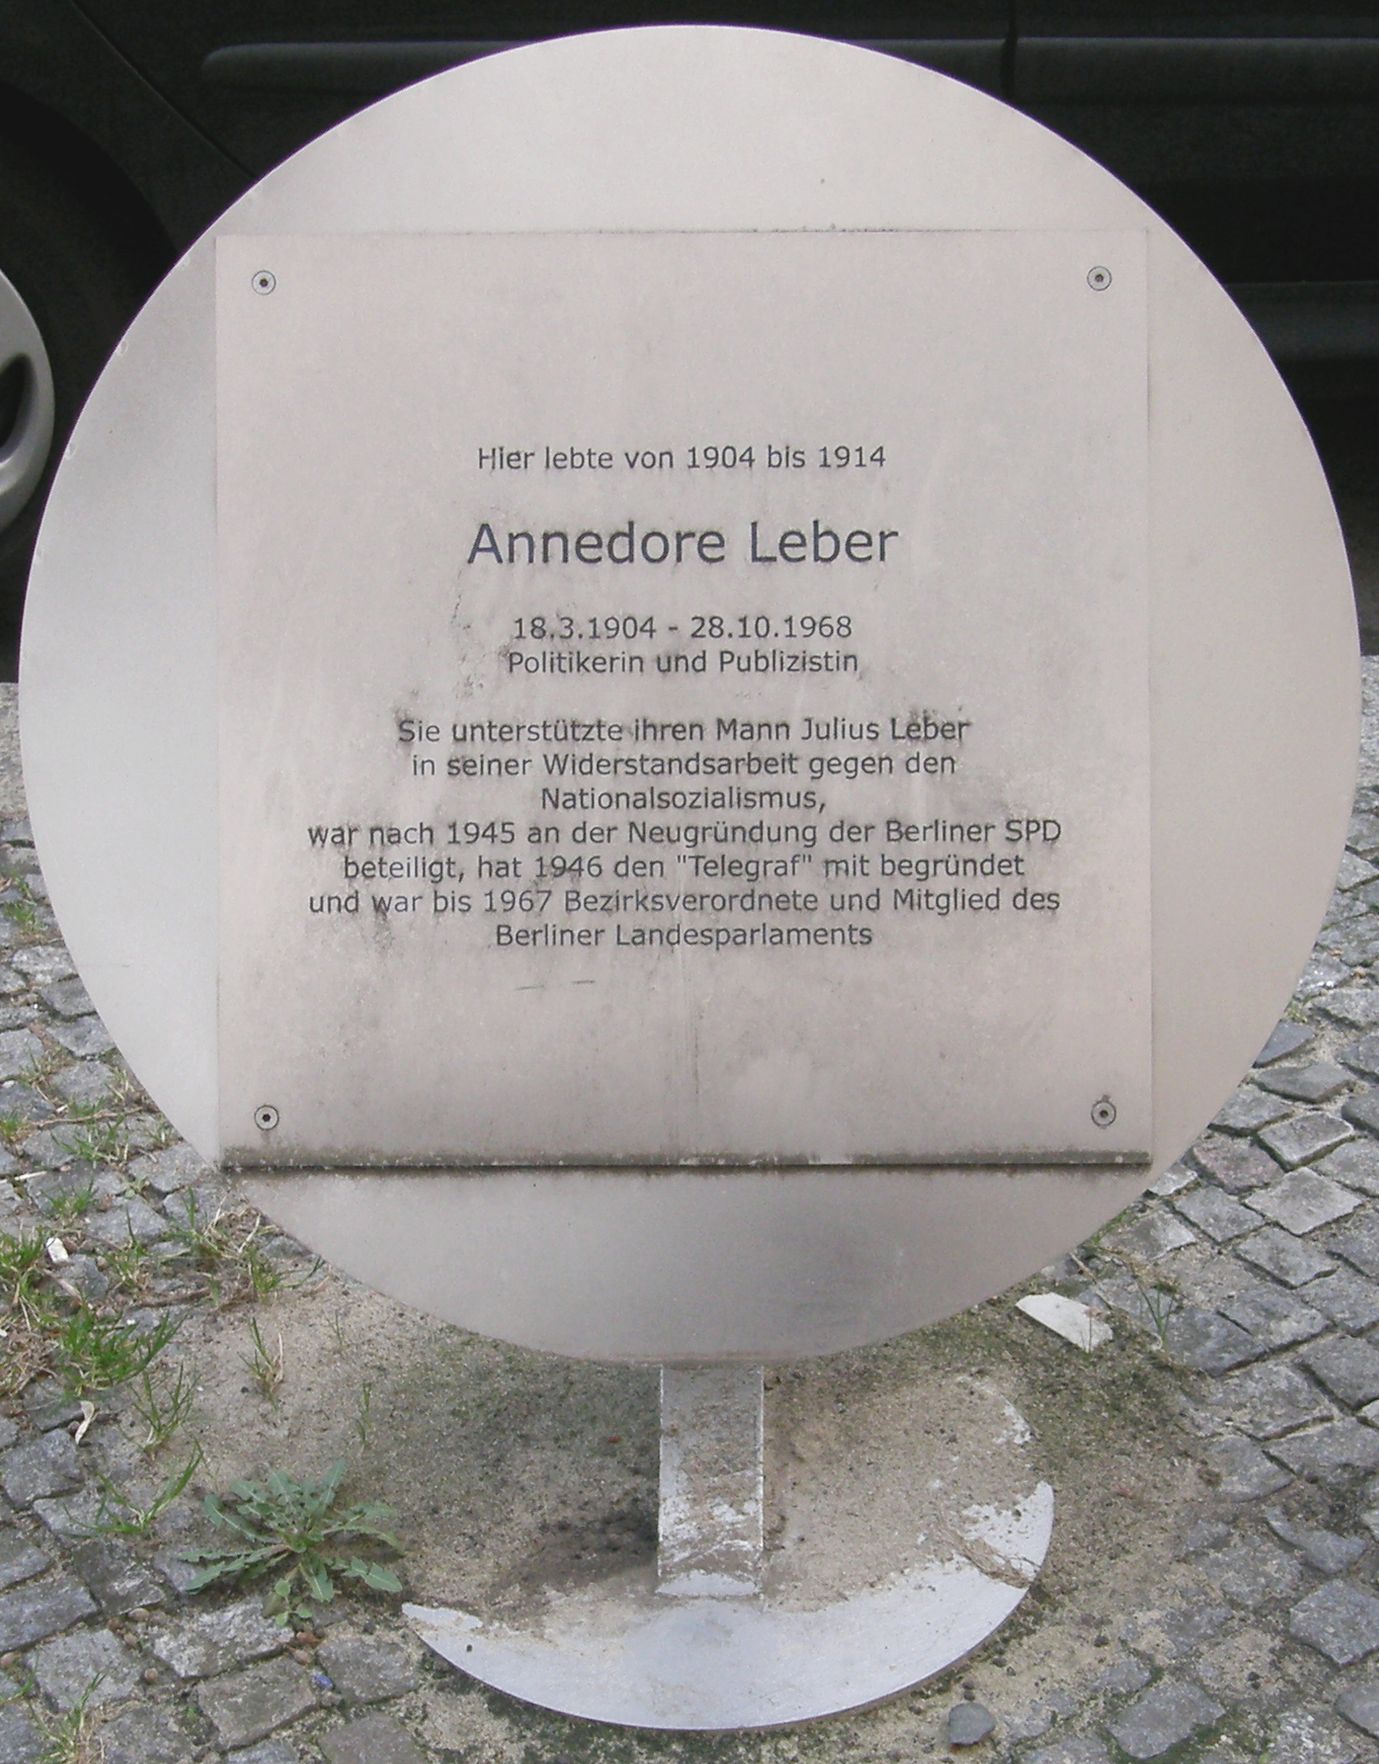 Hier lebte von 1904 bis 1914
Annedore Leber
18.3.1904 - 28.10.1968
Politikerin und Publizistin
Sie unterstützte ihren Mann Julius Leber
in seiner Widerstandsarbeit gegen den
Nationalsozialismus,
war nach 1945 an der Neugründung der Berliner SPD
beteiligt, hat 1946 den "Telegraf" mit begründet
und war bis 1967 Bezirksverordnete und Mitglied des
Berliner Landesparlaments